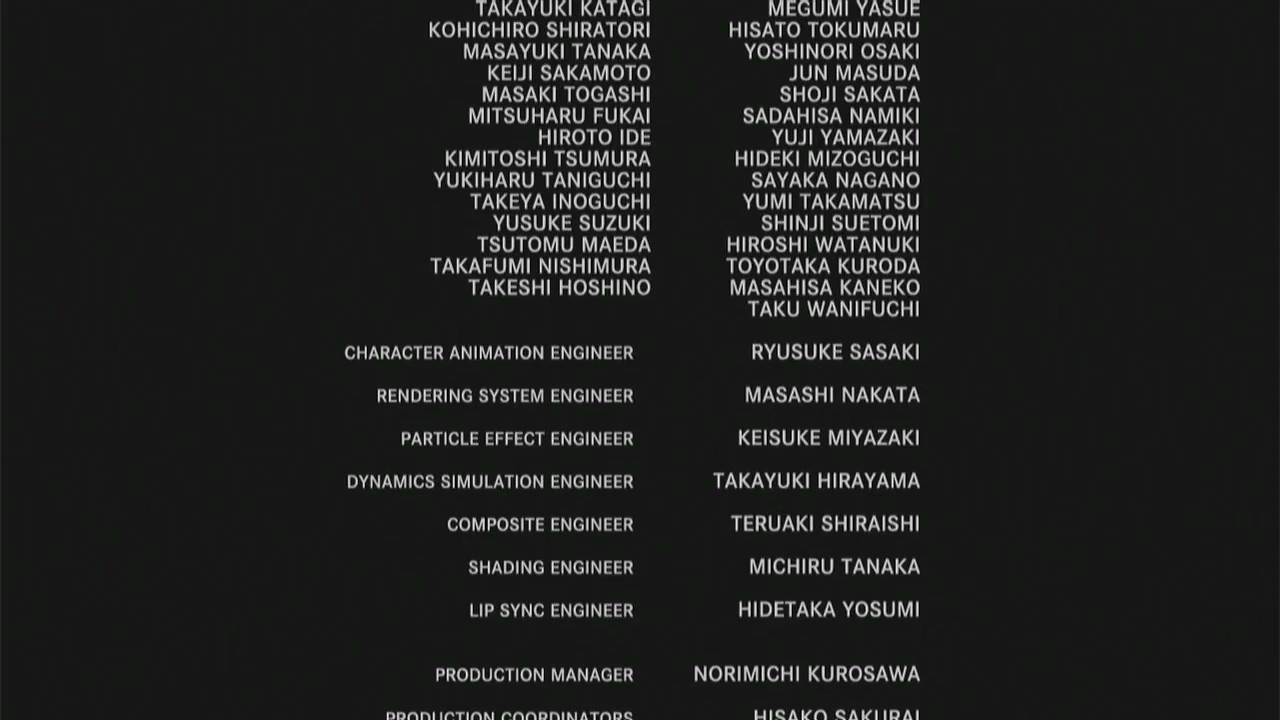 TAKAYUKI KATAGI MEGUMI YASUE
KOHICHIRO SHIRATORI HISATO TOKUMARU
MASAYUKI TANAKA YOSHINORI OSAKI
KEIJI SAKAMOTO JUN MASUDA
MASAKI TOGASHI SHOJI SAKATA
MITSUHARU FUKAI SADAHISA NAMIKI
HIROTO IDE YUJI YAMAZAKI
KIMITOSHI TSUMURA HIDEKI MIZOGUCHI
YUKIHARU TANIGUCHI SAYAKA NAGANO
TAKEYA INOGUCHI YUMI TAKAMATSU
YUSUKE SUZUKI SHINJI SUETOMI
TSUTOMU MAEDA HIROSHI WATANUKI
TAKAFUMI NISHIMURA TOYOTAKA KURODA
TAKESHI HOSHINO MASAHISA KANEKO
TAKU WANIFUCHI
CHARACTER ANIMATION ENGINEER RYUSUKE SASAKI
RENDERING SYSTEM ENGINEER MASASHI NAKATA
PARTICLE EFFECT ENGINEER KEISUKE MIYAZAKI
DYNAMICS SIMULATION ENGINEER TAKAYUKI HIRAYAMA
COMPOSITE ENGINEER TERUAKI SHIRAISHI
SHADING ENGINEER MICHIRU TANAKA
LIP SYNC ENGINEER HIDETAKA YOSUMI
PRODUCTION MANAGER NORIMICHI KUROSAWA
PRODUCTION COORDINATORS HISAKO SAKURAI